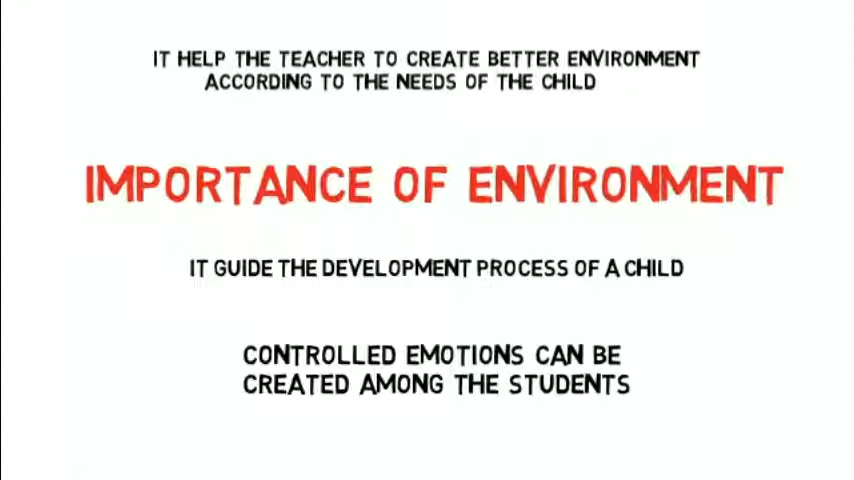 IT HELP THE TEACHER TO CREATE BETTER ENVIRONMENT
ACCORDING TO THE NEEDS OF THE CHILD
IMPORTANCE OF ENVIRONMENT
IT GUIDE THE DEVELOPMENT PROCESS OF A CHILD
CONTROLLED EMOTIONS CAN BE
CREATED AMONG THE STUDENTS